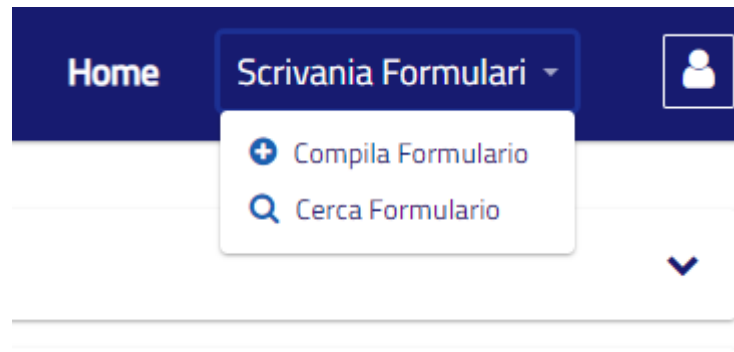 Home
Scrivania Formulari
Compila Formulario
Cerca Formulario